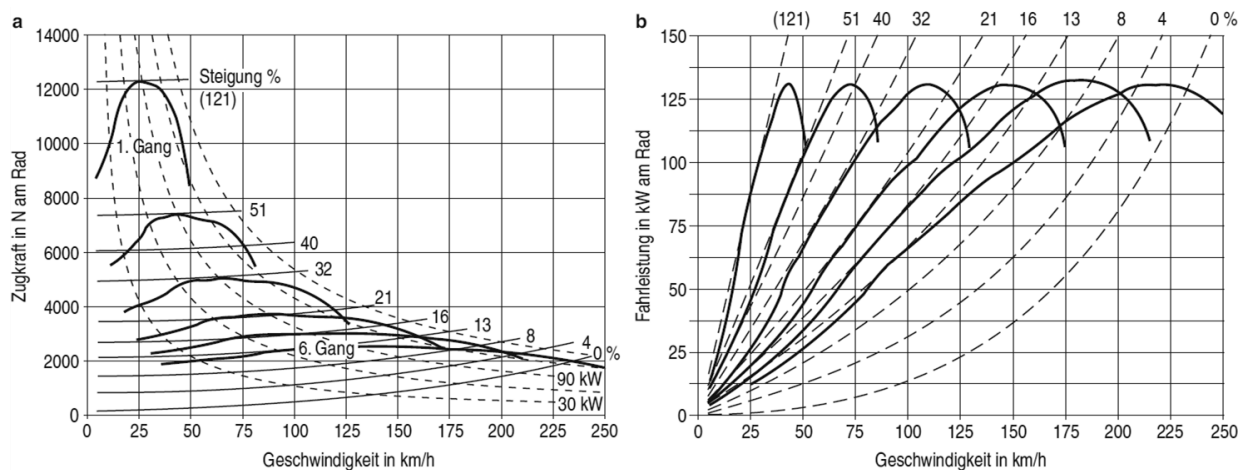 a
14000
12000
10000
8000
6000
4000
2000
0
Zugkraft in N am Rad
Steigung %
(121)
1. Gang
51
40
32
21
16
13
8
4
0 %
6. Gang
90 kW
30 kW
0 25 50 75 100 125 150 175 200 225 250
Geschwindigkeit in km/h
b
(121) 51 40 32 21 16 13 8 4 0 %
150
125
100
75
50
25
0
Fahrleistung in kW am Rad
0 25 50 75 100 125 150 175 200 225 250
Geschwindigkeit in km/h